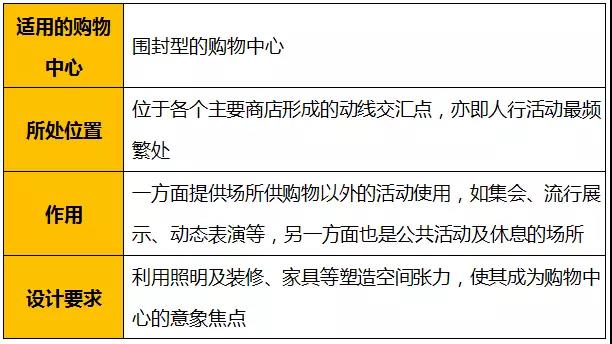 适用的购物
中心
围封型的购物中心
所处位置
位于各个主要商店形成的动线交汇点，亦即人行活动最频
繁处
作用
一方面提供场所供购物以外的活动使用，如集会、流行展
示、动态表演等，另一方面也是公共活动及休息的场所
设计要求
利用照明及装修、家具等塑造空间张力，使其成为购物中
心的意象焦点